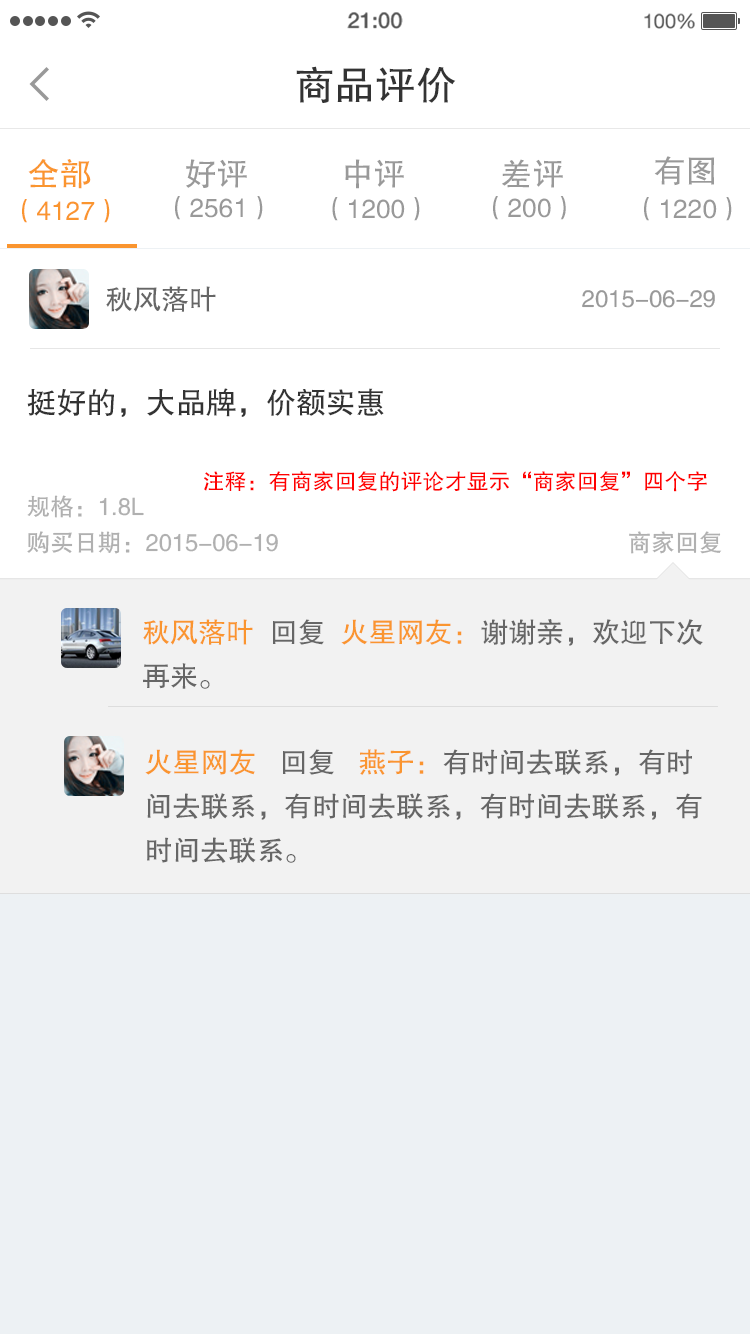 21:00
100%
商品评价
全部
( 4127 )
好评
( 2561 )
中评
( 1200 )
差评
( 200 )
有图
( 1220 )
秋风落叶
2015-06-29
挺好的，大品牌，价额实惠
注释：有商家回复的评论才显示“商家回复”四个字
规格：1.8L
购买日期：2015-06-19
商家回复
秋风落叶 回复 火星网友：谢谢亲，欢迎下次
再来。
火星网友 回复 燕子：有时间去联系，有时
间去联系，有时间去联系，有时间去联系，有
时间去联系。